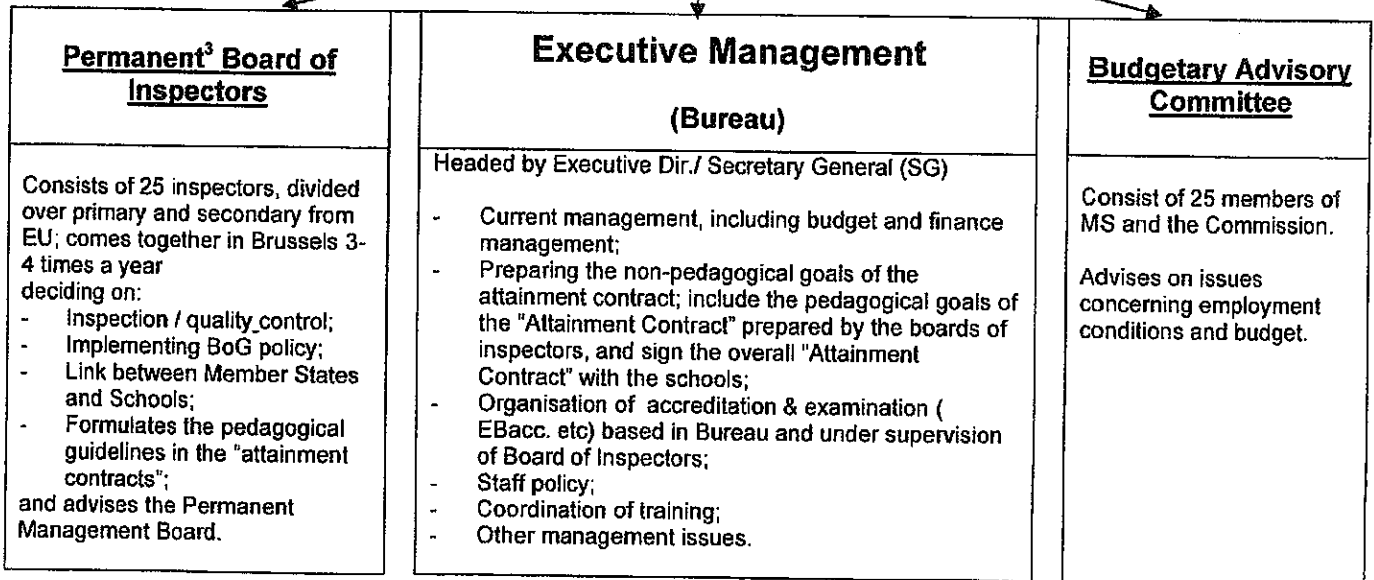 Permanent³ Board of
Inspectors
Consists of 25 inspectors, divided
over primary and secondary from
EU; comes together in Brussels 3-
4 times a year
deciding on:
- Inspection / quality_control;
- Implementing BoG policy;
- Link between Member States
and Schools;
- Formulates the pedagogical
guidelines in the "attainment
contracts";
and advises the Permanent
Management Board.
Executive Management
(Bureau)
Headed by Executive Dir./ Secretary General (SG)
- Current management, including budget and finance
management;
- Preparing the non-pedagogical goals of the
attainment contract; include the pedagogical goals of
the "Attainment Contract" prepared by the boards of
inspectors, and sign the overall "Attainment
Contract" with the schools;
- Organisation of accreditation & examination (
EBacc. etc) based in Bureau and under supervision
of Board of Inspectors;
- Staff policy;
- Coordination of training;
- Other management issues.
Budgetary Advisory
Committee
Consist of 25 members of
MS and the Commission.
Advises on issues
concerning employment
conditions and budget.